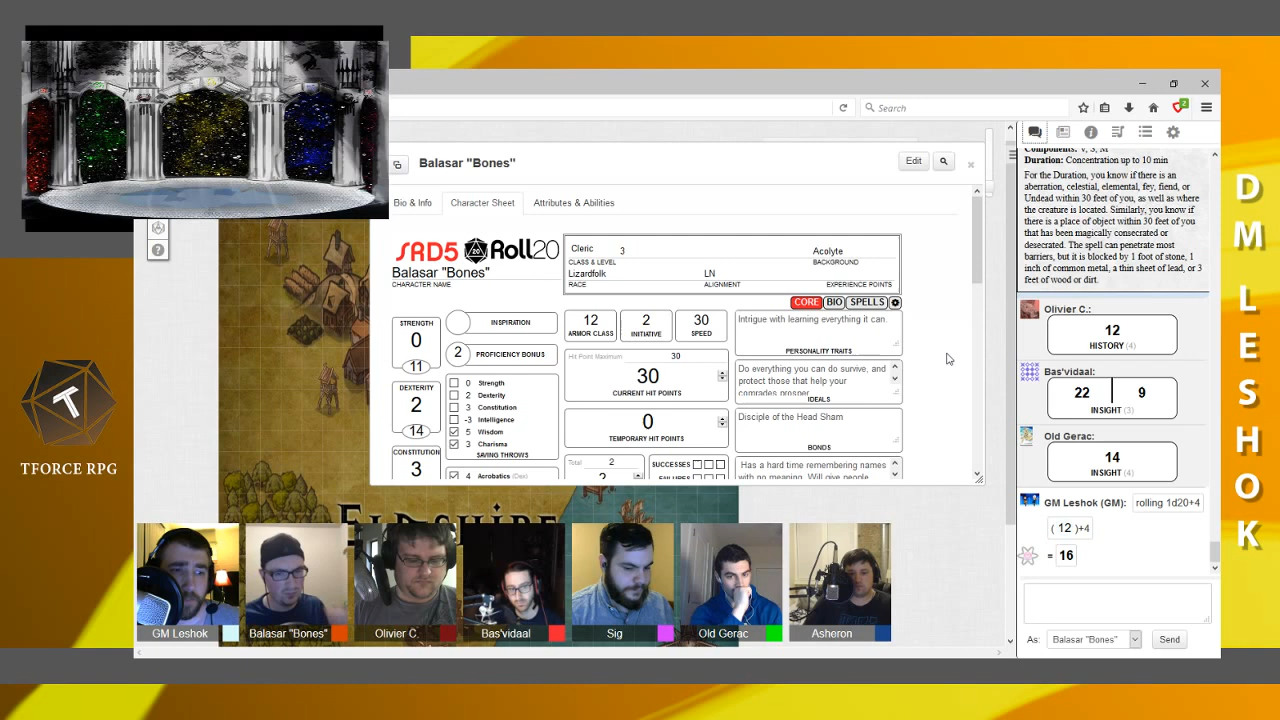 Search
2
Balasar "Bones"
Edit
Bio & Info
Character Sheet
Attributes & Abilities
SRD5 20 Roll20
Balasar "Bones"
CHARACTER NAME
Cleric 3
CLASS & LEVEL
Acolyte
BACKGROUND
Lizardfolk
RACE
LN
ALIGNMENT
EXPERIENCE POINTS
CORE BIO SPELLS
STRENGTH
0
11
DEXTERITY
2
14
CONSTITUTION
3
INSPIRATION
2 PROFICIENCY BONUS
0 Strength
2 Dexterity
3 Constitution
-3 Intelligence
5 Wisdom
3 Charisma
SAVING THROWS
4 Acrobatics (Dex)
12
ARMOR CLASS
2
INITIATIVE
30
SPEED
Hit Point Maximum 30
30
CURRENT HIT POINTS
0
TEMPORARY HIT POINTS
Total 2
SUCCESSES
Intrigue with learning everything it can.
PERSONALITY TRAITS
Do everything you can do survive, and
protect those that help your
comrades prosper
IDEALS
Disciple of the Head Sham
BONDS
Has a hard time remembering names
with no meaning. Will give people
Components: V, S, M
Duration: Concentration up to 10 min
For the Duration, you know if there is an
aberration, celestial, elemental, fey, fiend, or
Undead within 30 feet of you, as well as where
the creature is located. Similarly, you know if
there is a place of object within 30 feet of you
that has been magically consecrated or
desecrated. The spell can penetrate most
barriers, but it is blocked by 1 foot of stone, 1
inch of common metal, a thin sheet of lead, or 3
feet of wood or dirt.
Olivier C.:
12
HISTORY (4)
Bas'vidaal:
22 9
INSIGHT (3)
Old Gerac:
14
INSIGHT (4)
GM Leshok (GM): rolling 1d20+4
( 12 )+4
= 16
As: Balasar "Bones"
Send
T
TFORCE RPG
GM Leshok
Balasar "Bones"
Olivier C.
Bas'vidaal
Sig
Old Gerac
Asheron
DM LESHOK